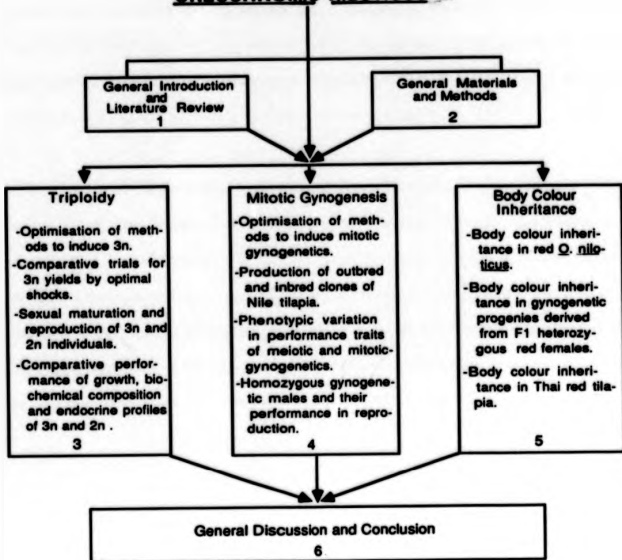 General Introduction
and
Literature Review
1
General Materials
and Methods
2
Triploidy
-Optimisation of meth-
ods to induce 3n.
-Comparative trials for
3n yields by optimal
shocks.
-Sexual maturation and
reproduction of 3n and
2n individuals.
-Comparative perfor-
mance of growth, bio-
chemical composition
and endocrine profiles
of 3n and 2n .
3
Mitotic Gynogenesis
-Optimisation of meth-
ods to induce mitotic
gynogenetics.
-Production of outbred
and inbred clones of
Nile tilapia.
-Phenotypic variation
in performance traits
of meiotic and mitotic-
gynogenetics.
-Homozygous gynogene-
tic males and their
performance in repro-
duction.
4
Body Colour
Inheritance
-Body colour inheri-
tance in red O. nilo-
ticus.
-Body colour inheri-
tance in gynogenetic
progenies derived
from F1 heterozy-
gous red females.
-Body colour inheri-
tance in Thai red tila-
pia.
5
General Discussion and Conclusion
6